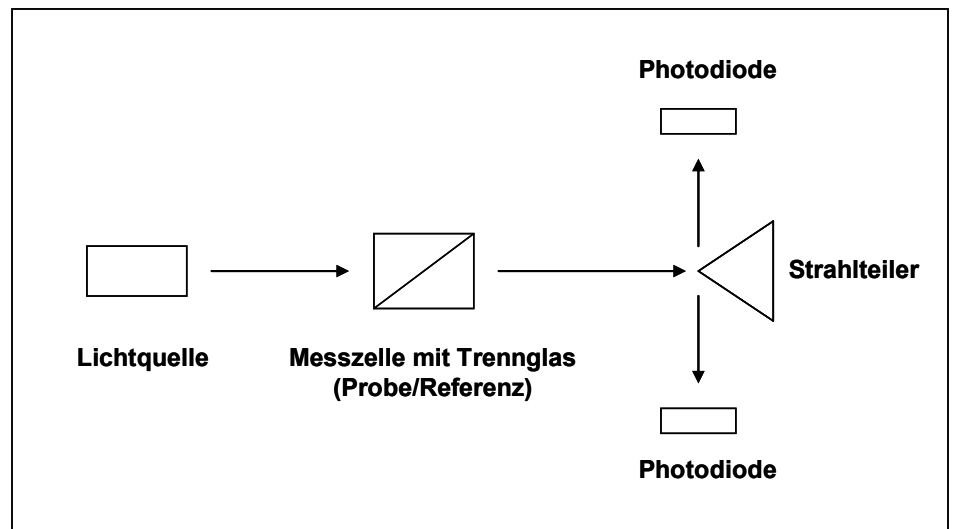 Photodiode
Strahlteiler
Lichtquelle
Messzelle mit Trennglas
(Probe/Referenz)
Photodiode